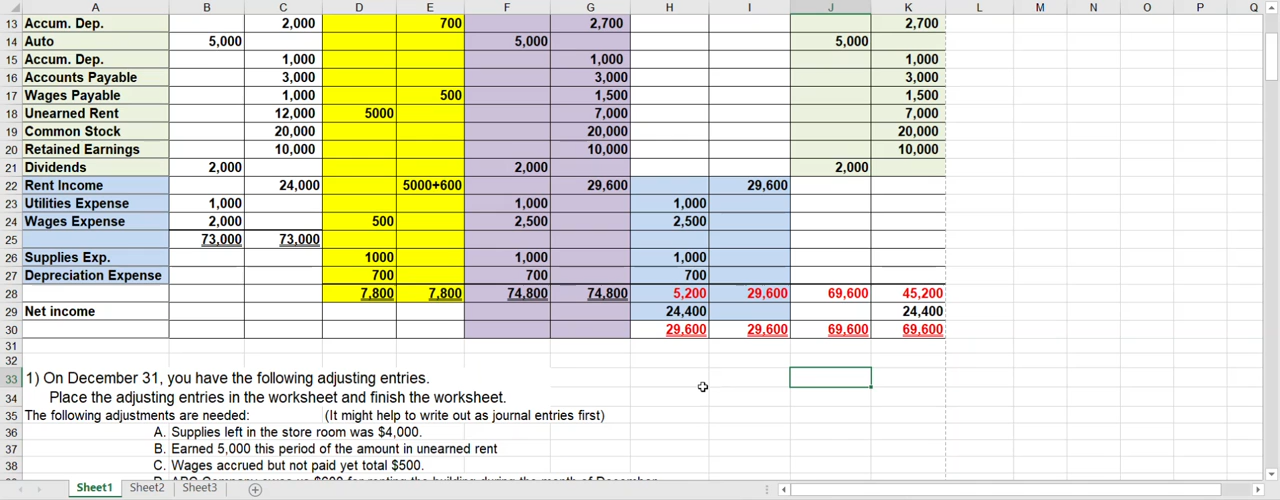 A B C D E F G H I J K L M N O P Q
13 Accum. Dep. 2,000 700 2,700 2,700
14 Auto 5,000 5,000 5,000
15 Accum. Dep. 1,000 1,000 1,000
16 Accounts Payable 3,000 3,000 3,000
17 Wages Payable 1,000 500 1,500 1,500
18 Unearned Rent 12,000 5000 7,000 7,000
19 Common Stock 20,000 20,000 20,000
20 Retained Earnings 10,000 10,000 10,000
21 Dividends 2,000 2,000 2,000
22 Rent Income 24,000 5000+600 29,600 29,600
23 Utilities Expense 1,000 1,000 1,000
24 Wages Expense 2,000 500 2,500 2,500
25 73,000 73,000
26 Supplies Exp. 1000 1,000 1,000
27 Depreciation Expense 700 700 700
28 7,800 7,800 74,800 74,800 5,200 29,600 69,600 45,200
29 Net income 24,400 24,400
30 29,600 29,600 69,600 69,600
31
32
33 1) On December 31, you have the following adjusting entries.
34 Place the adjusting entries in the worksheet and finish the worksheet.
35 The following adjustments are needed: (It might help to write out as journal entries first)
36 A. Supplies left in the store room was $4,000.
37 B. Earned 5,000 this period of the amount in unearned rent
38 C. Wages accrued but not paid yet total $500.
Sheet1 Sheet2 Sheet3